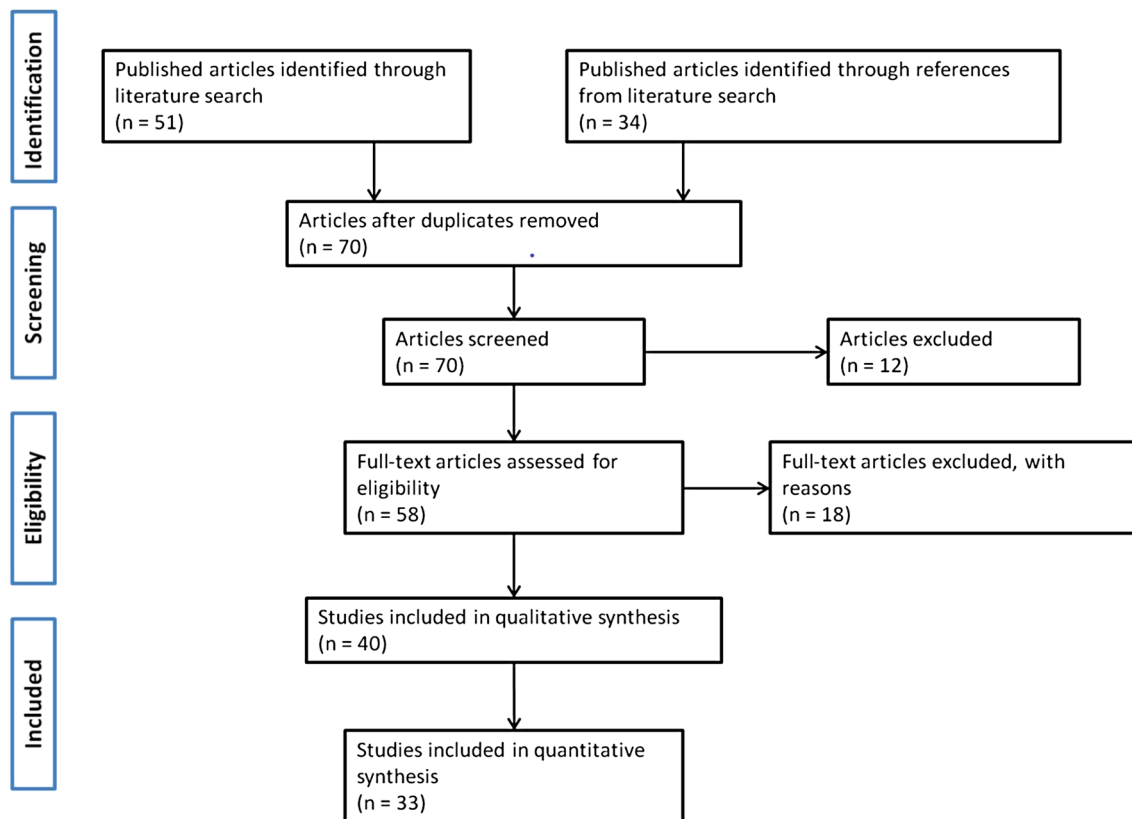 Identification
Published articles identified through
literature search
(n = 51)
Published articles identified through references
from literature search
(n = 34)
Screening
Articles after duplicates removed
(n = 70)
Articles screened
(n = 70)
Articles excluded
(n = 12)
Eligibility
Full-text articles assessed for
eligibility
(n = 58)
Full-text articles excluded, with
reasons
(n = 18)
Included
Studies included in qualitative synthesis
(n = 40)
Studies included in quantitative
synthesis
(n = 33)